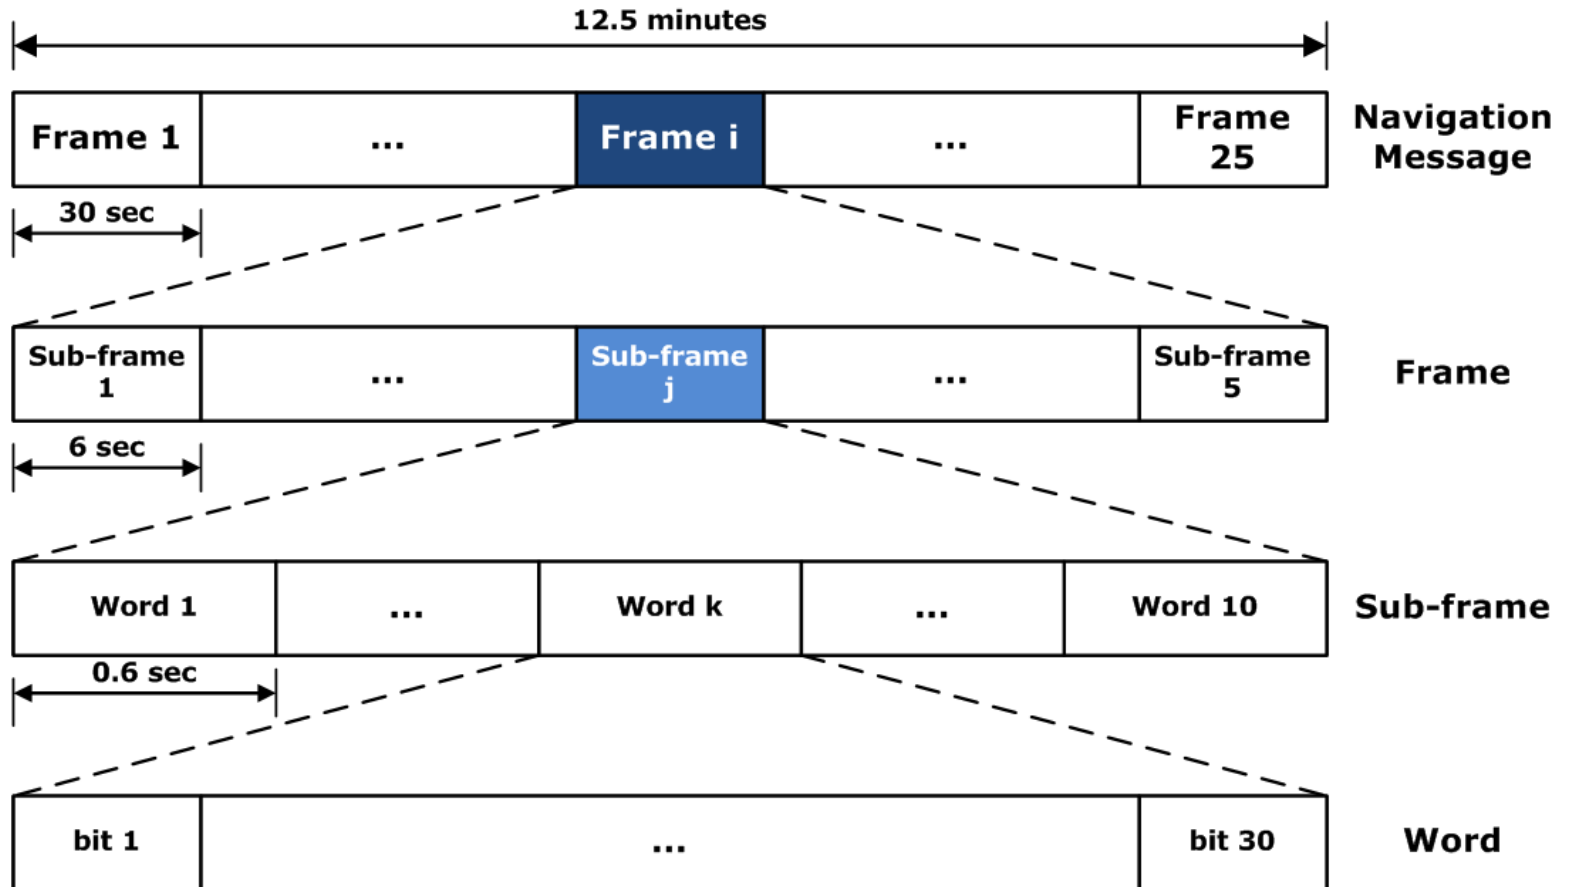 12.5 minutes
Frame 1
...
Frame i
...
Frame
25
Navigation
Message
30 sec
Sub-frame
1
...
Sub-frame
j
...
Sub-frame
5
Frame
6 sec
Word 1
...
Word k
...
Word 10
Sub-frame
0.6 sec
bit 1
...
bit 30
Word